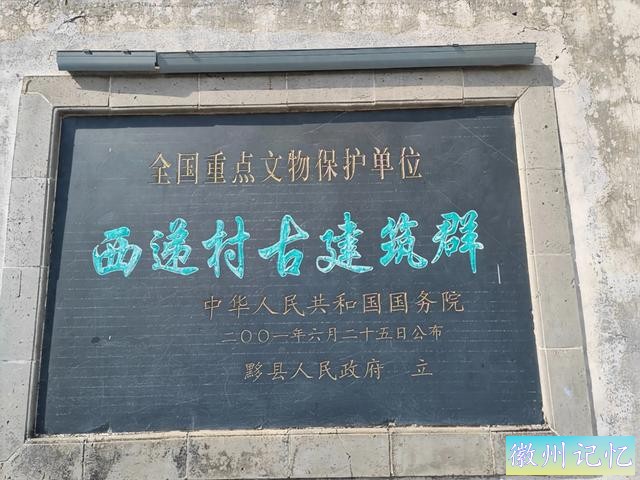 全国重点文物保护单位
西递村古建筑群
中华人民共和国国务院
二〇〇一年六月二十五日公布
黟县人民政府 立
徽州记忆